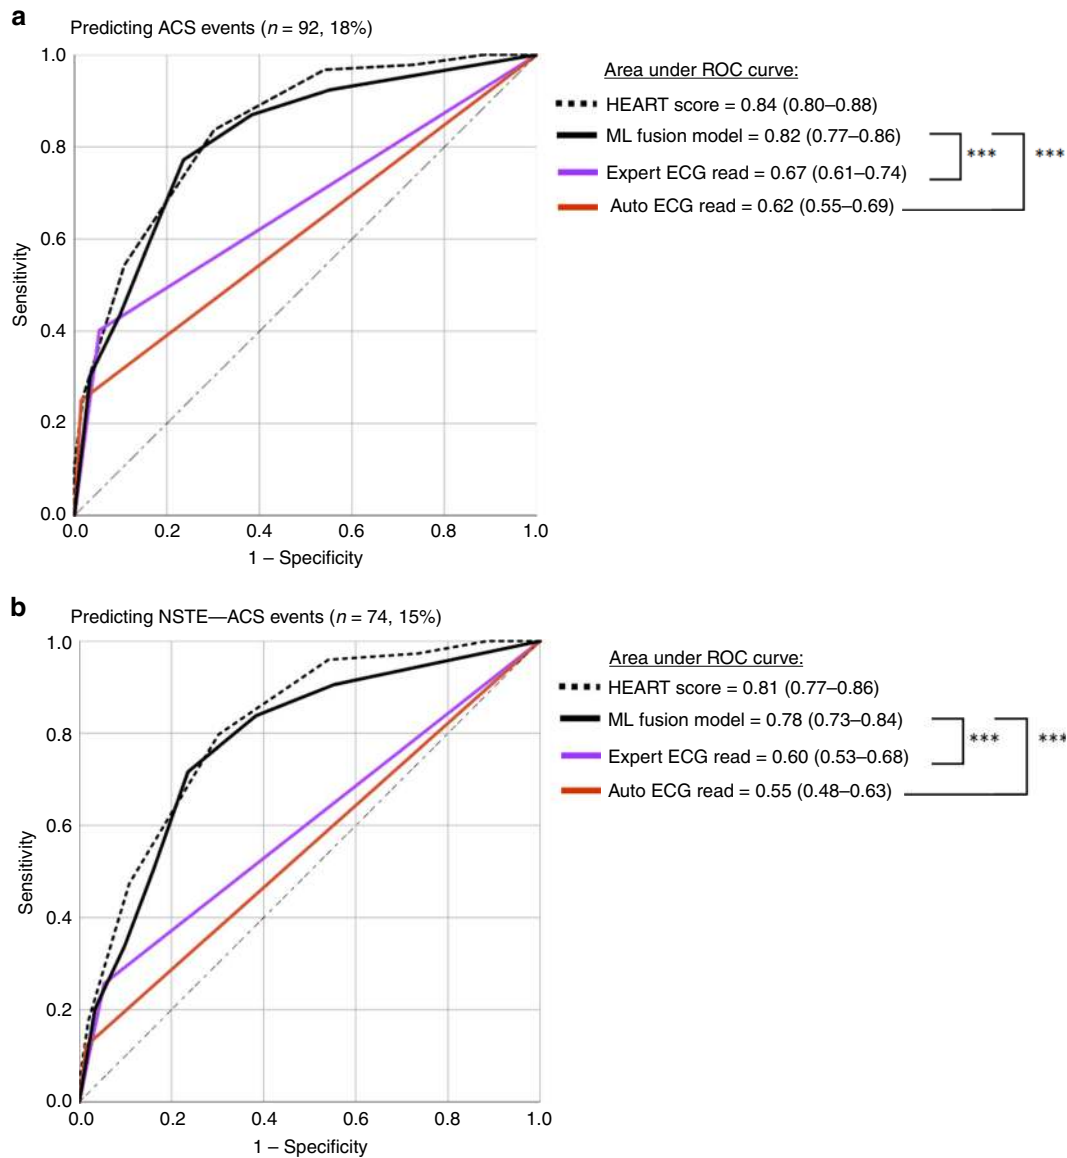 a
Predicting ACS events (n = 92, 18%)
1.0
0.8
0.6
0.4
0.2
0.0
Sensitivity
0.0 0.2 0.4 0.6 0.8 1.0
1 – Specificity
Area under ROC curve:
HEART score = 0.84 (0.80–0.88)
ML fusion model = 0.82 (0.77–0.86)
Expert ECG read = 0.67 (0.61–0.74)
Auto ECG read = 0.62 (0.55–0.69)
*** ***
b
Predicting NSTE—ACS events (n = 74, 15%)
1.0
0.8
0.6
0.4
0.2
0.0
Sensitivity
0.0 0.2 0.4 0.6 0.8 1.0
1 – Specificity
Area under ROC curve:
HEART score = 0.81 (0.77–0.86)
ML fusion model = 0.78 (0.73–0.84)
Expert ECG read = 0.60 (0.53–0.68)
Auto ECG read = 0.55 (0.48–0.63)
*** ***